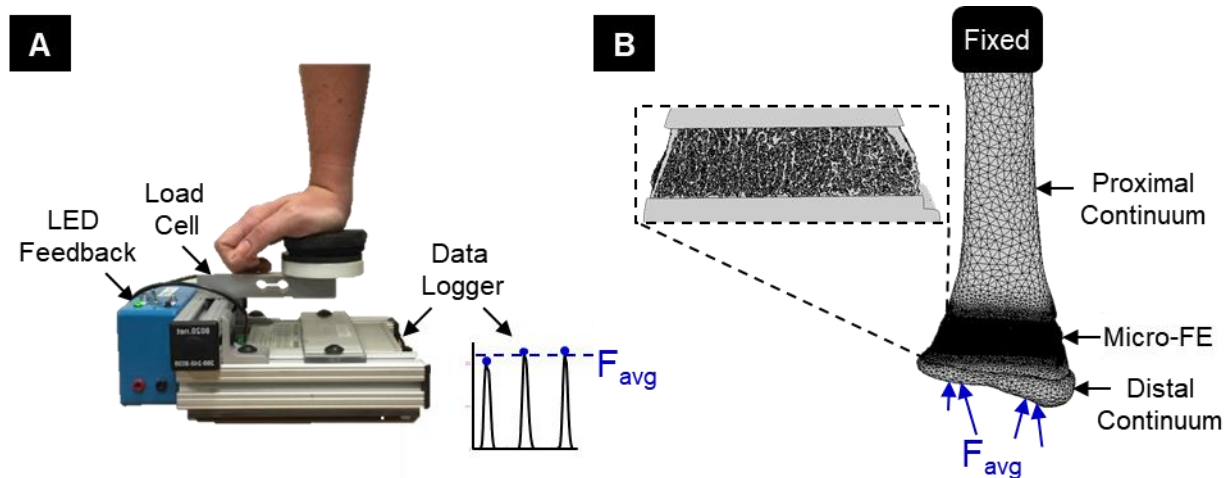 A
LED
Feedback
Load
Cell
Data
Logger
Favg
B
Fixed
Proximal
Continuum
Micro-FE
Distal
Continuum
Favg